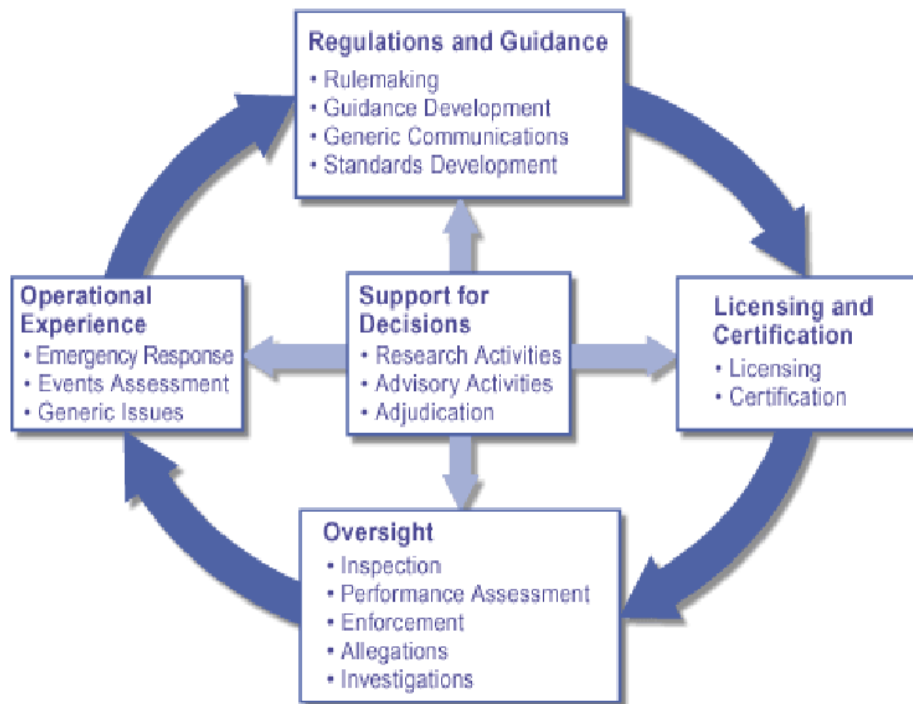 Regulations and Guidance
• Rulemaking
• Guidance Development
• Generic Communications
• Standards Development
Operational
Experience
• Emergency Response
• Events Assessment
• Generic Issues
Support for
Decisions
• Research Activities
• Advisory Activities
• Adjudication
Licensing and
Certification
• Licensing
• Certification
Oversight
• Inspection
• Performance Assessment
• Enforcement
• Allegations
• Investigations